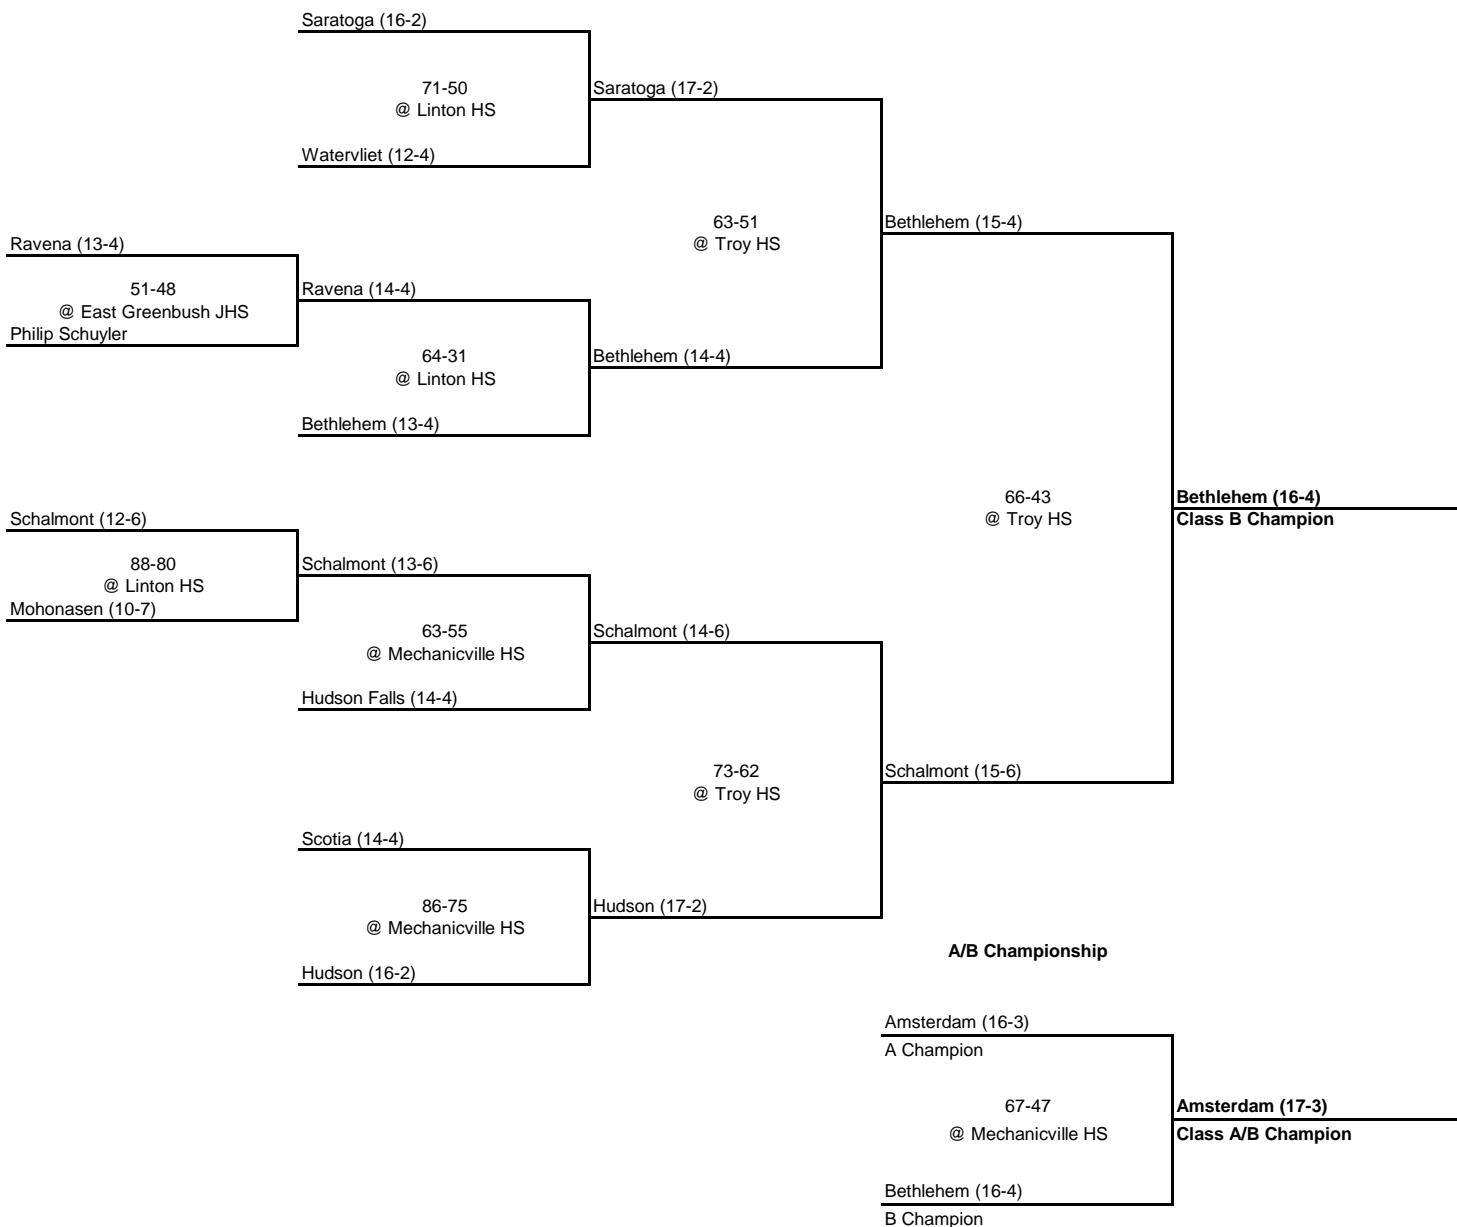 Saratoga (16-2)
71-50
@ Linton HS
Saratoga (17-2)
Watervliet (12-4)
63-51
@ Troy HS
Bethlehem (15-4)
Ravena (13-4)
51-48
@ East Greenbush JHS
Philip Schuyler
Ravena (14-4)
64-31
@ Linton HS
Bethlehem (14-4)
Bethlehem (13-4)
66-43
@ Troy HS
Bethlehem (16-4)
Class B Champion
Schalmont (12-6)
88-80
@ Linton HS
Mohonasen (10-7)
Schalmont (13-6)
63-55
@ Mechanicville HS
Schalmont (14-6)
Hudson Falls (14-4)
73-62
@ Troy HS
Schalmont (15-6)
Scotia (14-4)
86-75
@ Mechanicville HS
Hudson (17-2)
Hudson (16-2)
A/B Championship
Amsterdam (16-3)
A Champion
67-47
@ Mechanicville HS
Amsterdam (17-3)
Class A/B Champion
Bethlehem (16-4)
B Champion